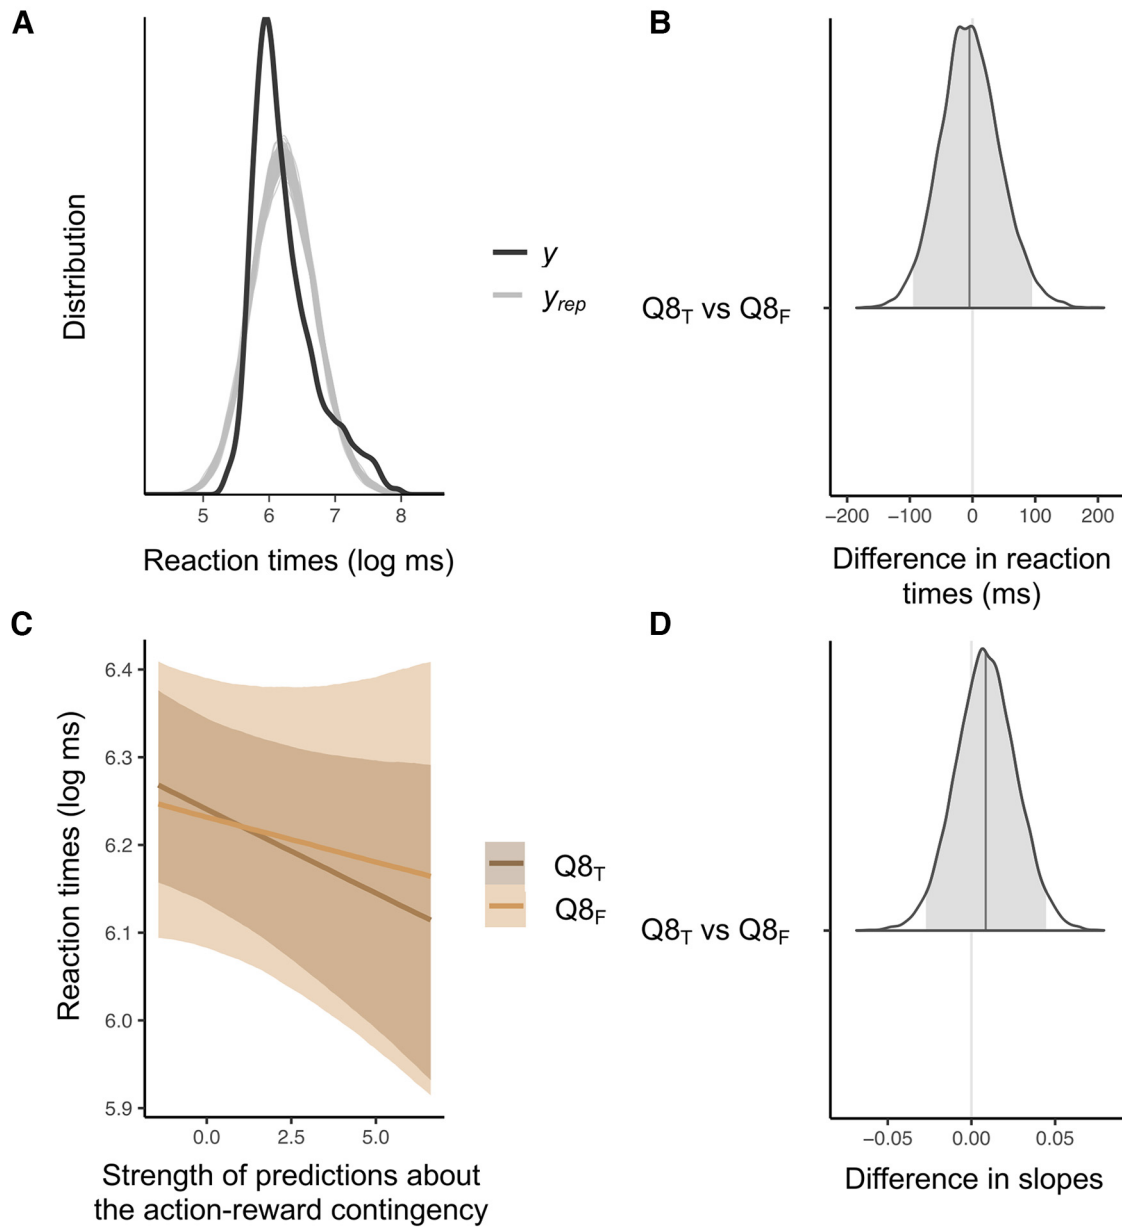 A
Distribution
y
y_rep
5 6 7 8
Reaction times (log ms)
B
Q8_T vs Q8_F
−200 −100 0 100 200
Difference in reaction
times (ms)
C
Reaction times (log ms)
6.4
6.3
6.2
6.1
6.0
5.9
0.0 2.5 5.0
Strength of predictions about
the action-reward contingency
Q8_T
Q8_F
D
Q8_T vs Q8_F
−0.05 0.00 0.05
Difference in slopes